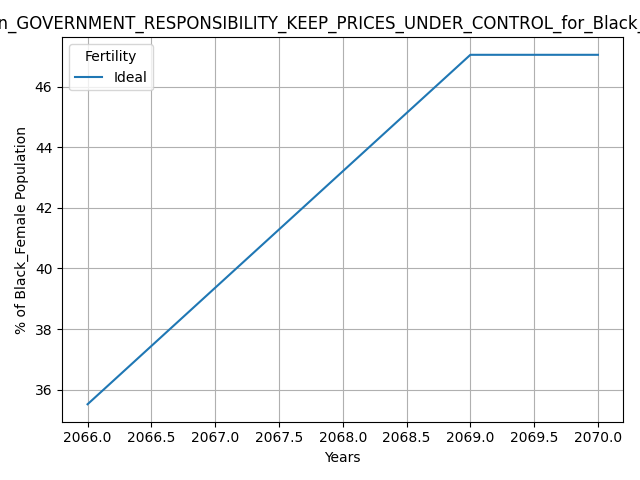 n_GOVERNMENT_RESPONSIBILITY_KEEP_PRICES_UNDER_CONTROL_for_Black_
Fertility
Ideal
46
44
42
40
38
36
% of Black_Female Population
2066.0 2066.5 2067.0 2067.5 2068.0 2068.5 2069.0 2069.5 2070.0
Years